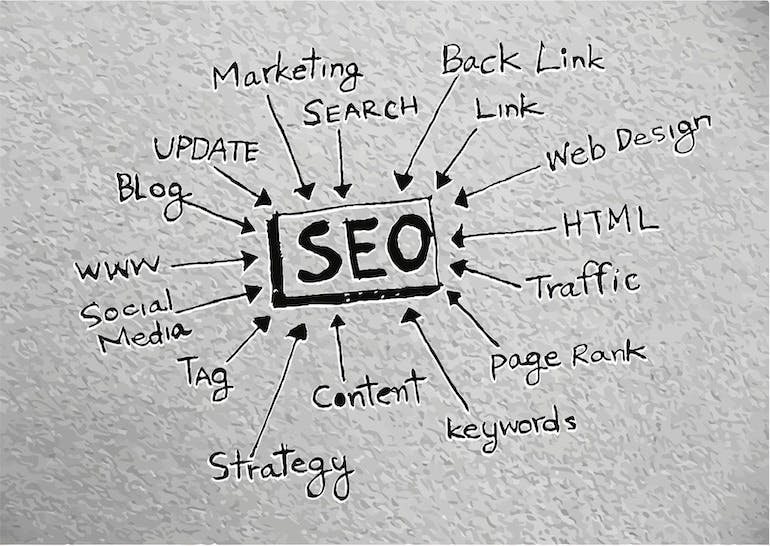 Marketing
Back Link
SEARCH
Link
UPDATE
Web Design
Blog
SEO
HTML
WWW
Traffic
Social
Media
Page Rank
TAg
Content
keywords
Strategy